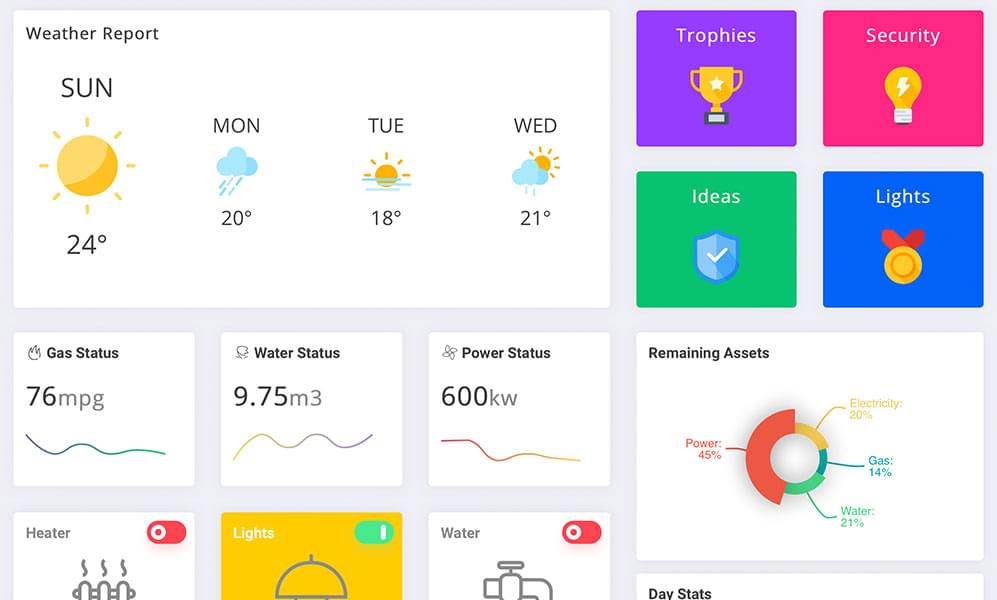 Weather Report
SUN
24°
MON
20°
TUE
18°
WED
21°
Trophies
Security
Ideas
Lights
Gas Status
76mpg
Water Status
9.75m3
Power Status
600kw
Remaining Assets
Electricity:
20%
Power:
45%
Gas:
14%
Water:
21%
Heater
Lights
Water
Day Stats